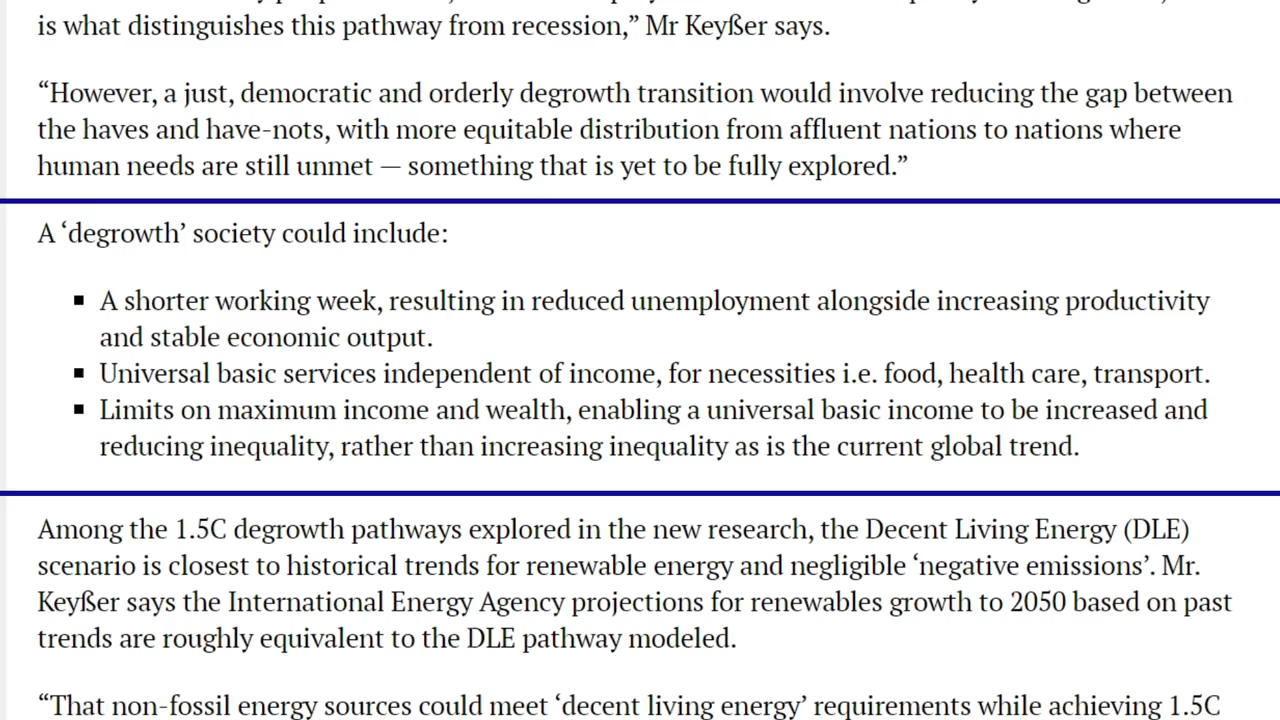 is what distinguishes this pathway from recession,” Mr Keyßer says.
“However, a just, democratic and orderly degrowth transition would involve reducing the gap between
the haves and have-nots, with more equitable distribution from affluent nations to nations where
human needs are still unmet — something that is yet to be fully explored.”
A ‘degrowth’ society could include:
▪ A shorter working week, resulting in reduced unemployment alongside increasing productivity
and stable economic output.
▪ Universal basic services independent of income, for necessities i.e. food, health care, transport.
▪ Limits on maximum income and wealth, enabling a universal basic income to be increased and
reducing inequality, rather than increasing inequality as is the current global trend.
Among the 1.5C degrowth pathways explored in the new research, the Decent Living Energy (DLE)
scenario is closest to historical trends for renewable energy and negligible ‘negative emissions’. Mr.
Keyßer says the International Energy Agency projections for renewables growth to 2050 based on past
trends are roughly equivalent to the DLE pathway modeled.
“That non-fossil energy sources could meet ‘decent living energy’ requirements while achieving 1.5C